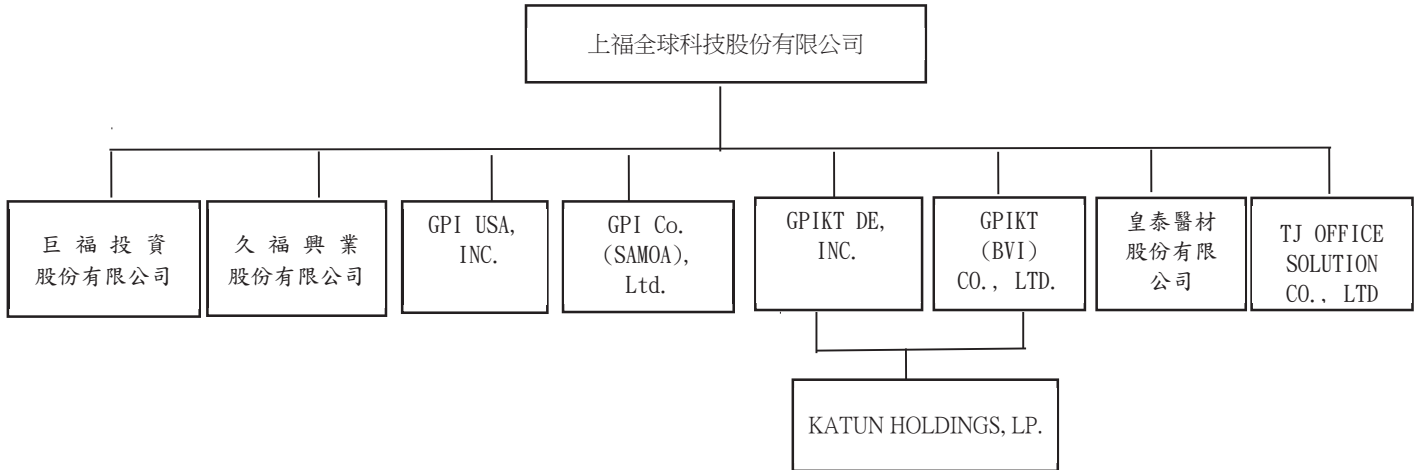 上福全球科技股份有限公司
巨福投資
股份有限公司
久福興業
股份有限公司
GPI USA,
INC.
GPI Co.
(SAMOA),
Ltd.
GPIKT DE,
INC.
GPIKT
(BVI)
CO., LTD.
皇泰醫材
股份有限
公司
TJ OFFICE
SOLUTION
CO., LTD
KATUN HOLDINGS, LP.